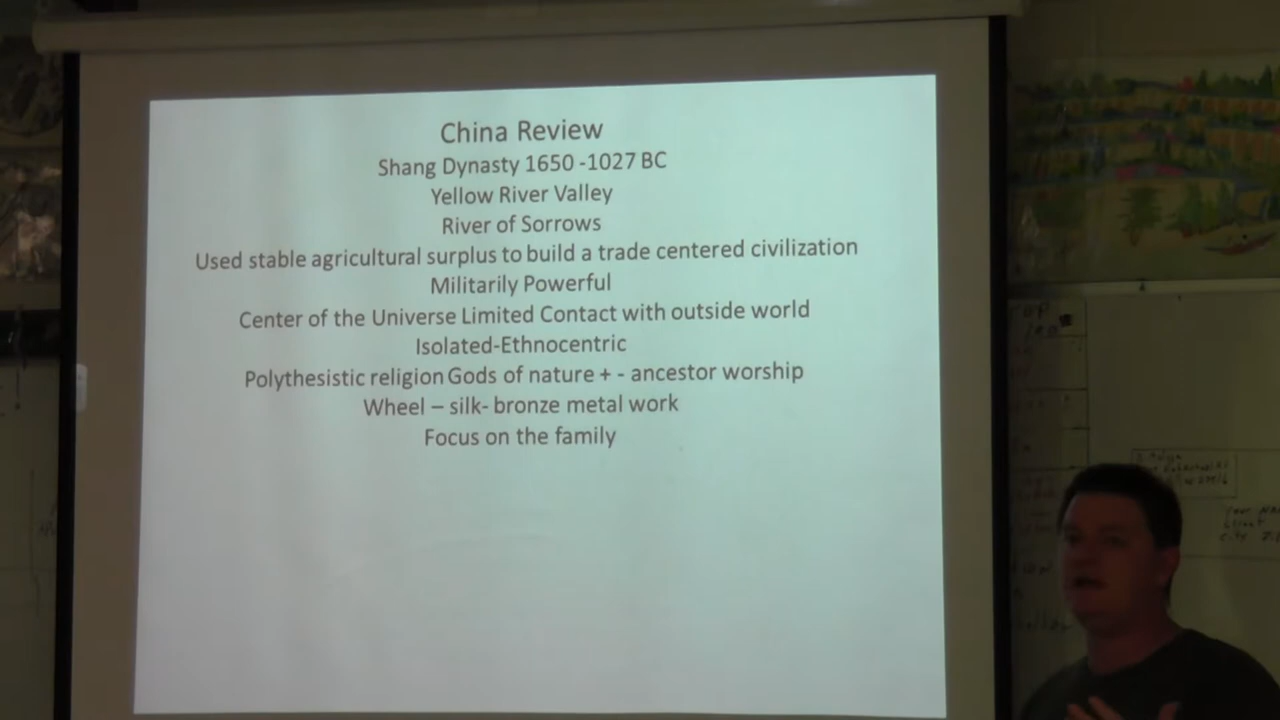 China Review
Shang Dynasty 1650 -1027 BC
Yellow River Valley
River of Sorrows
Used stable agricultural surplus to build a trade centered civilization
Militarily Powerful
Center of the Universe Limited Contact with outside world
Isolated-Ethnocentric
Polythesistic religion Gods of nature + - ancestor worship
Wheel – silk- bronze metal work
Focus on the family